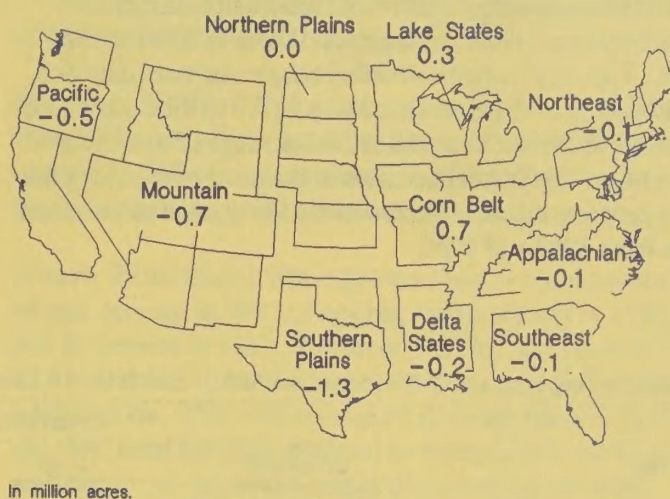 Northern Plains
0.0
Lake States
0.3
Pacific
-0.5
Northeast
-0.1
Mountain
-0.7
Corn Belt
0.7
Appalachian
-0.1
Southern
Plains
-1.3
Delta
States
-0.2
Southeast
-0.1
In million acres.